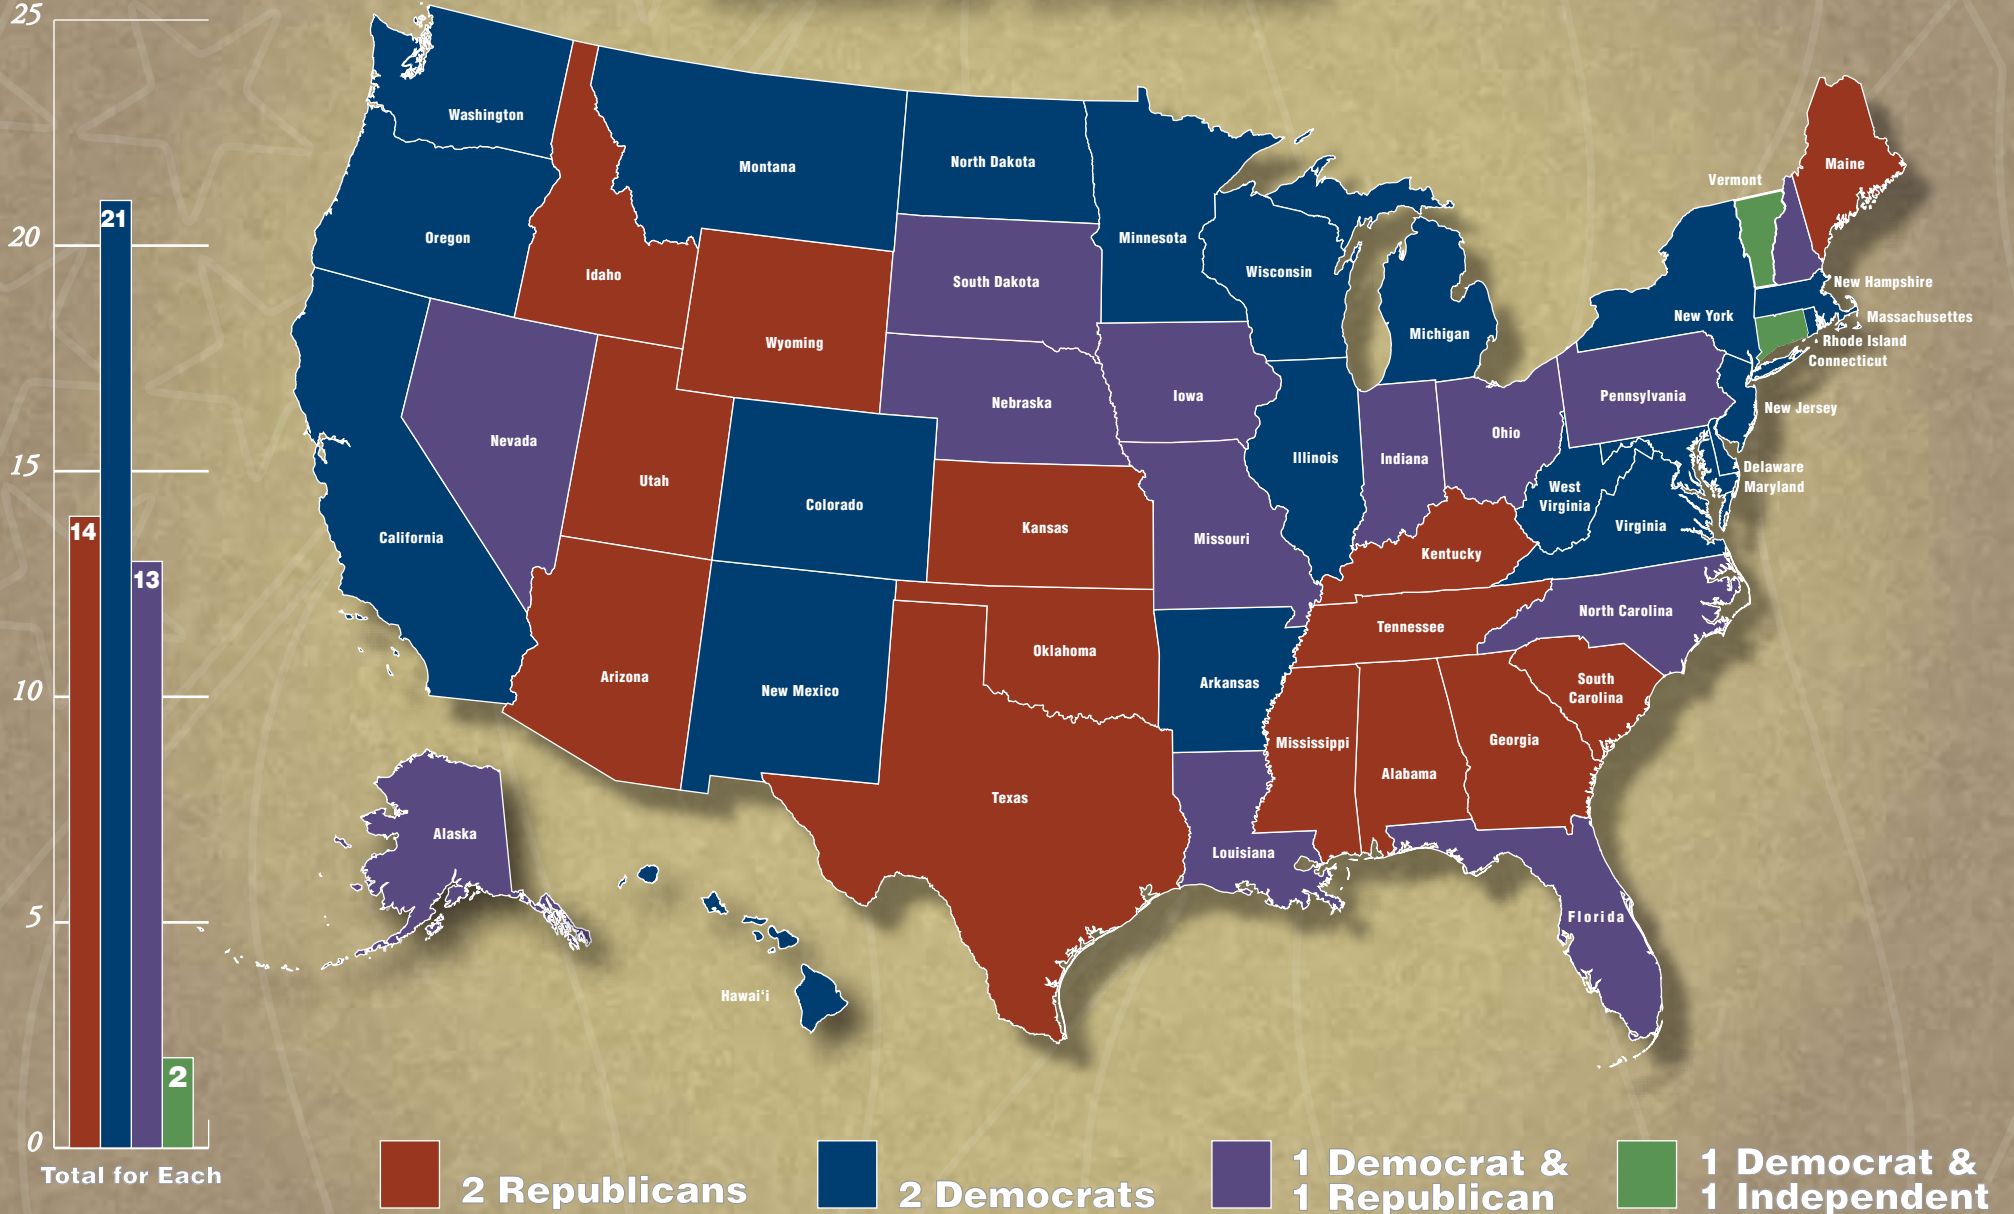 25
20
15
10
5
0
21
14
13
2
Total for Each
Washington
Montana
North Dakota
Minnesota
Oregon
Idaho
Wyoming
South Dakota
Wisconsin
Michigan
Maine
Vermont
New Hampshire
New York
Massachusettes
Rhode Island
Connecticut
Nevada
Nebraska
Iowa
Pennsylvania
New Jersey
Utah
Colorado
Illinois
Indiana
Ohio
Delaware
Maryland
West
Virginia
Virginia
California
Kansas
Missouri
Kentucky
North Carolina
Tennessee
Arizona
New Mexico
Oklahoma
Arkansas
South
Carolina
Mississippi
Alabama
Georgia
Texas
Louisiana
Florida
Alaska
Hawai‘i
2 Republicans
2 Democrats
1 Democrat &
1 Republican
1 Democrat &
1 Independent